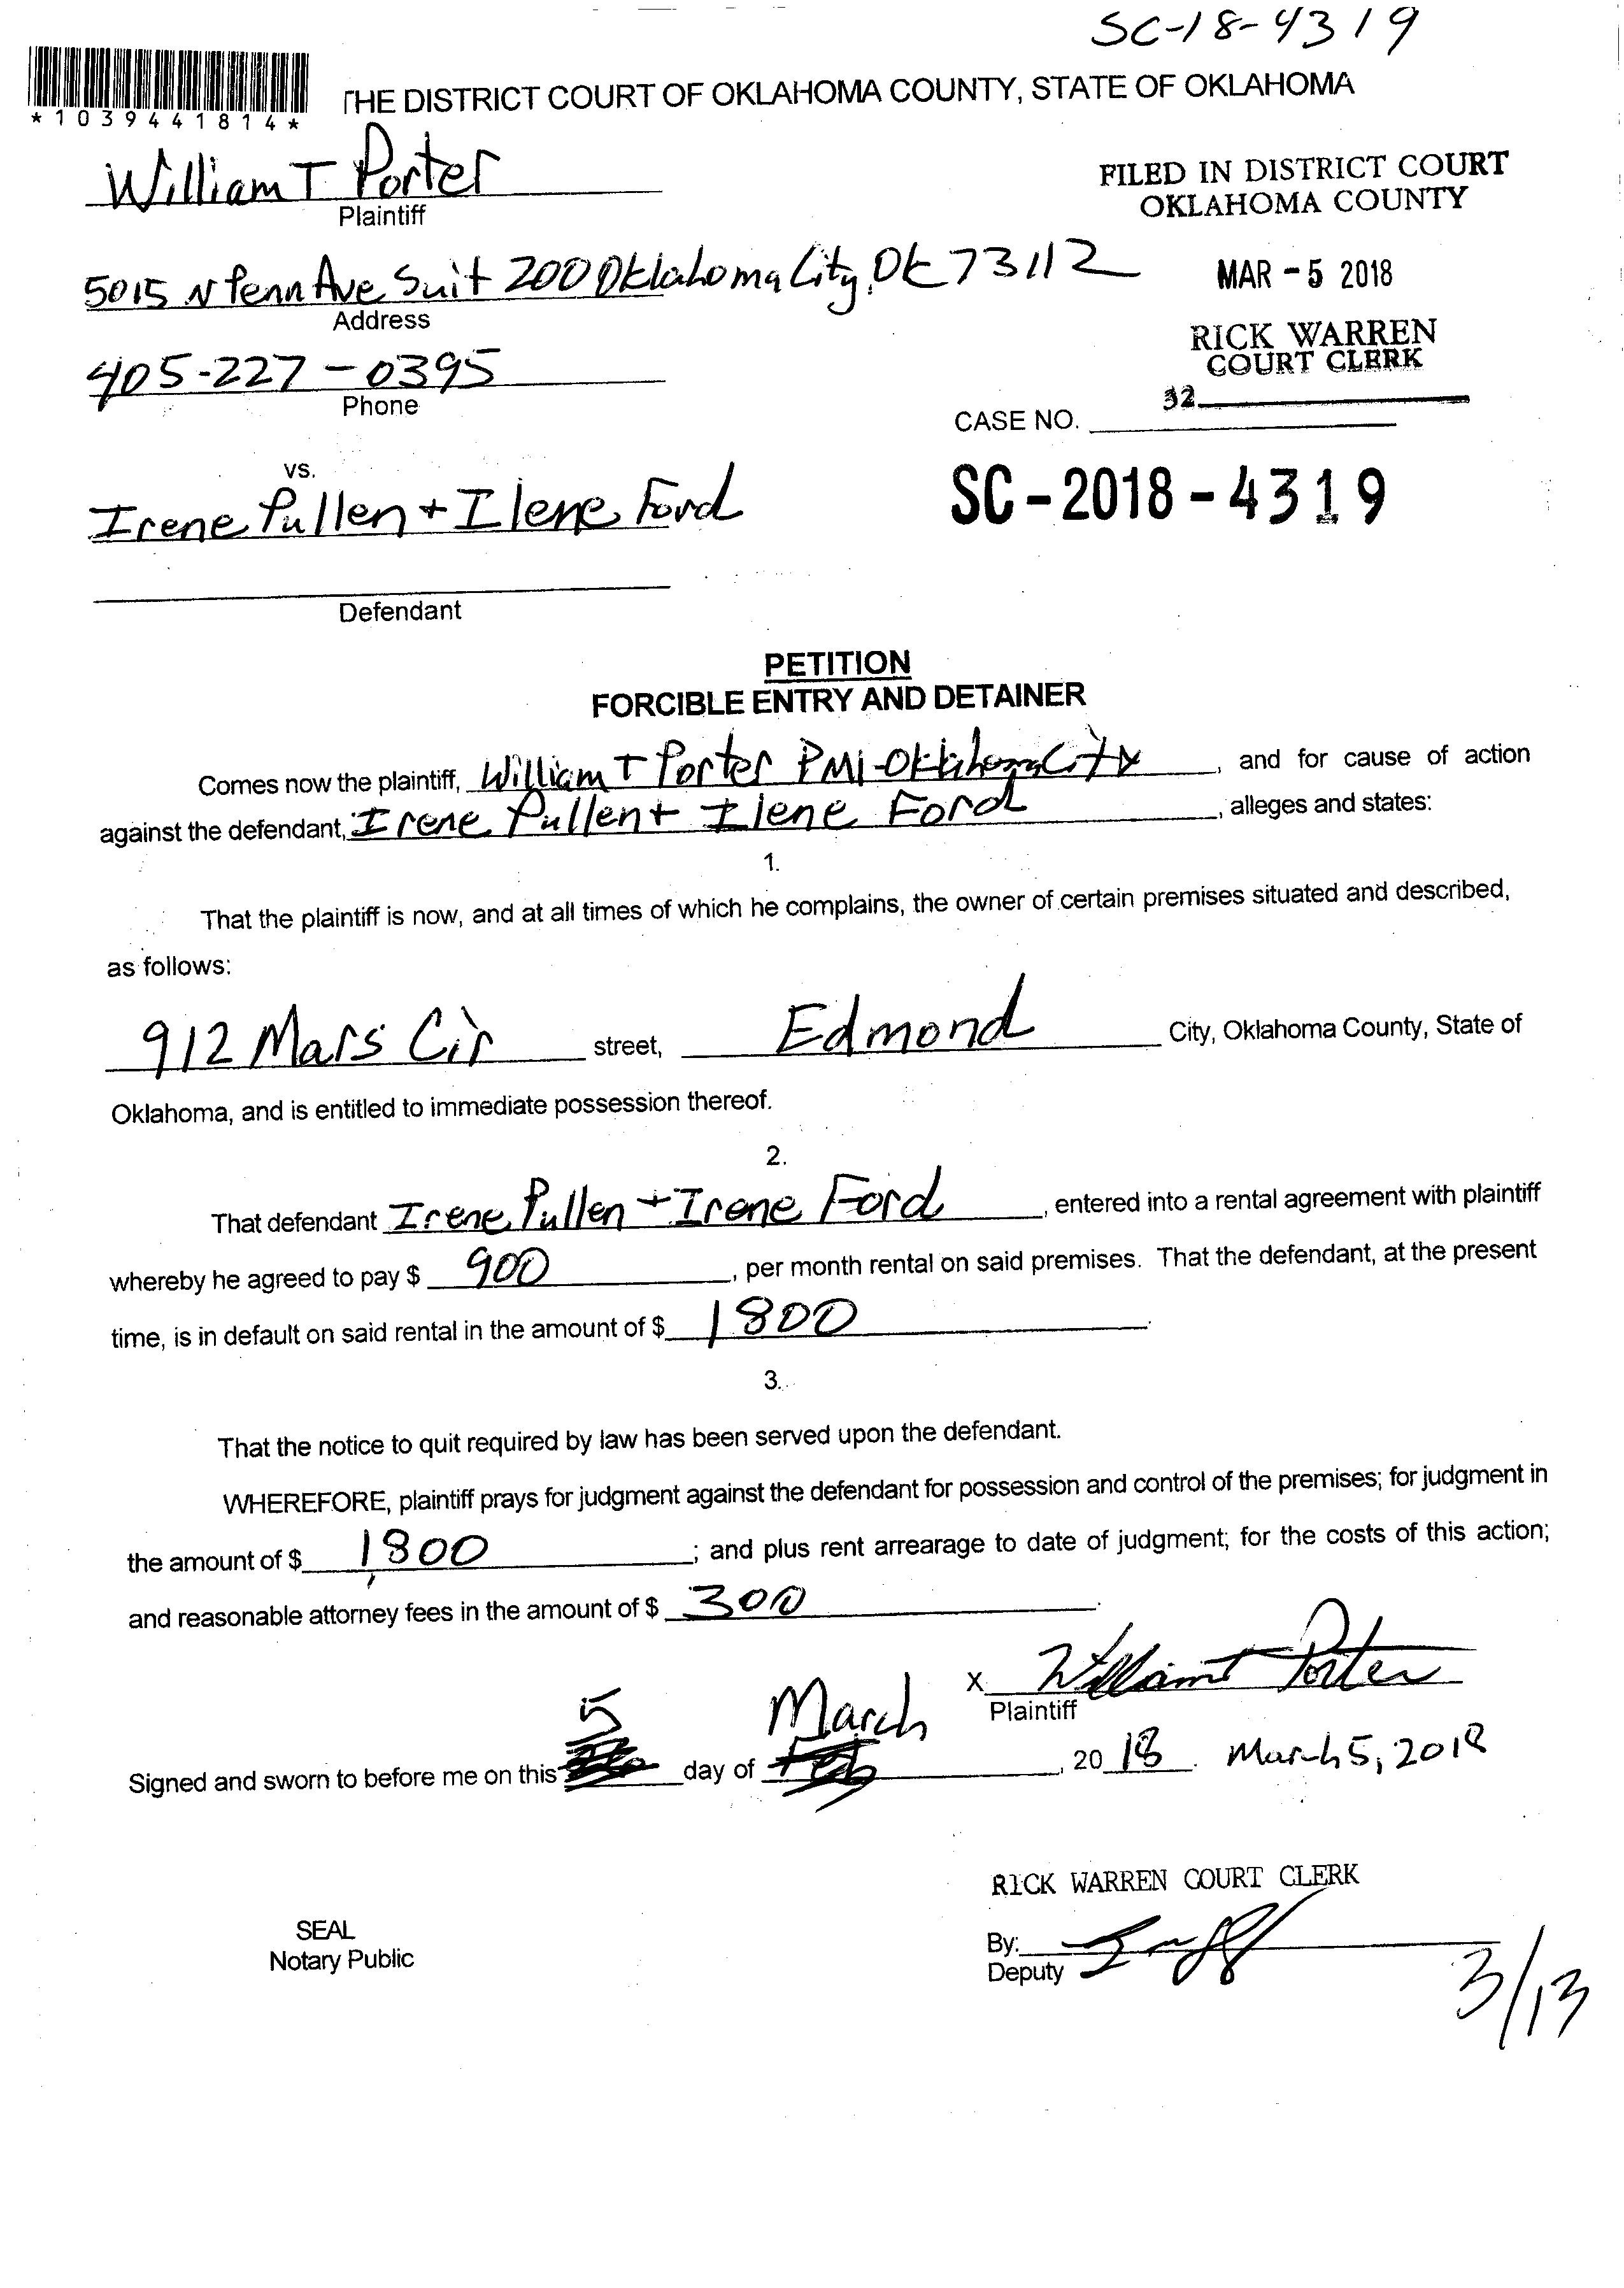 SC-18-4319
*1039441814*
THE DISTRICT COURT OF OKLAHOMA COUNTY, STATE OF OKLAHOMA
William T Porter
Plaintiff
FILED IN DISTRICT COURT
OKLAHOMA COUNTY
5015 N Penn Ave Suit 200 Oklahoma City, OK 73112
Address
MAR - 5 2018
RICK WARREN
COURT CLERK
405-227-0395
Phone
32
CASE NO.
vs.
Irene Pullen + Ilene Ford
SC-2018-4319
Defendant
PETITION
FORCIBLE ENTRY AND DETAINER
Comes now the plaintiff, William T Porter PMI-Oklahoma City, and for cause of action
against the defendant, Irene Pullen + Ilene Ford, alleges and states:
1.
That the plaintiff is now, and at all times of which he complains, the owner of certain premises situated and described,
as follows:
912 Mars Cir street, Edmond City, Oklahoma County, State of
Oklahoma, and is entitled to immediate possession thereof.
2.
That defendant Irene Pullen + Irene Ford, entered into a rental agreement with plaintiff
whereby he agreed to pay $ 900, per month rental on said premises. That the defendant, at the present
time, is in default on said rental in the amount of $ 1800.
3.
That the notice to quit required by law has been served upon the defendant.
WHEREFORE, plaintiff prays for judgment against the defendant for possession and control of the premises; for judgment in
the amount of $ 1,800; and plus rent arrearage to date of judgment; for the costs of this action;
and reasonable attorney fees in the amount of $ 300.
x William T Porter
Plaintiff
5 March
Signed and sworn to before me on this day of Feb, 20 18. March 5, 2018
RICK WARREN COURT CLERK
SEAL
Notary Public
By:
Deputy
3/13